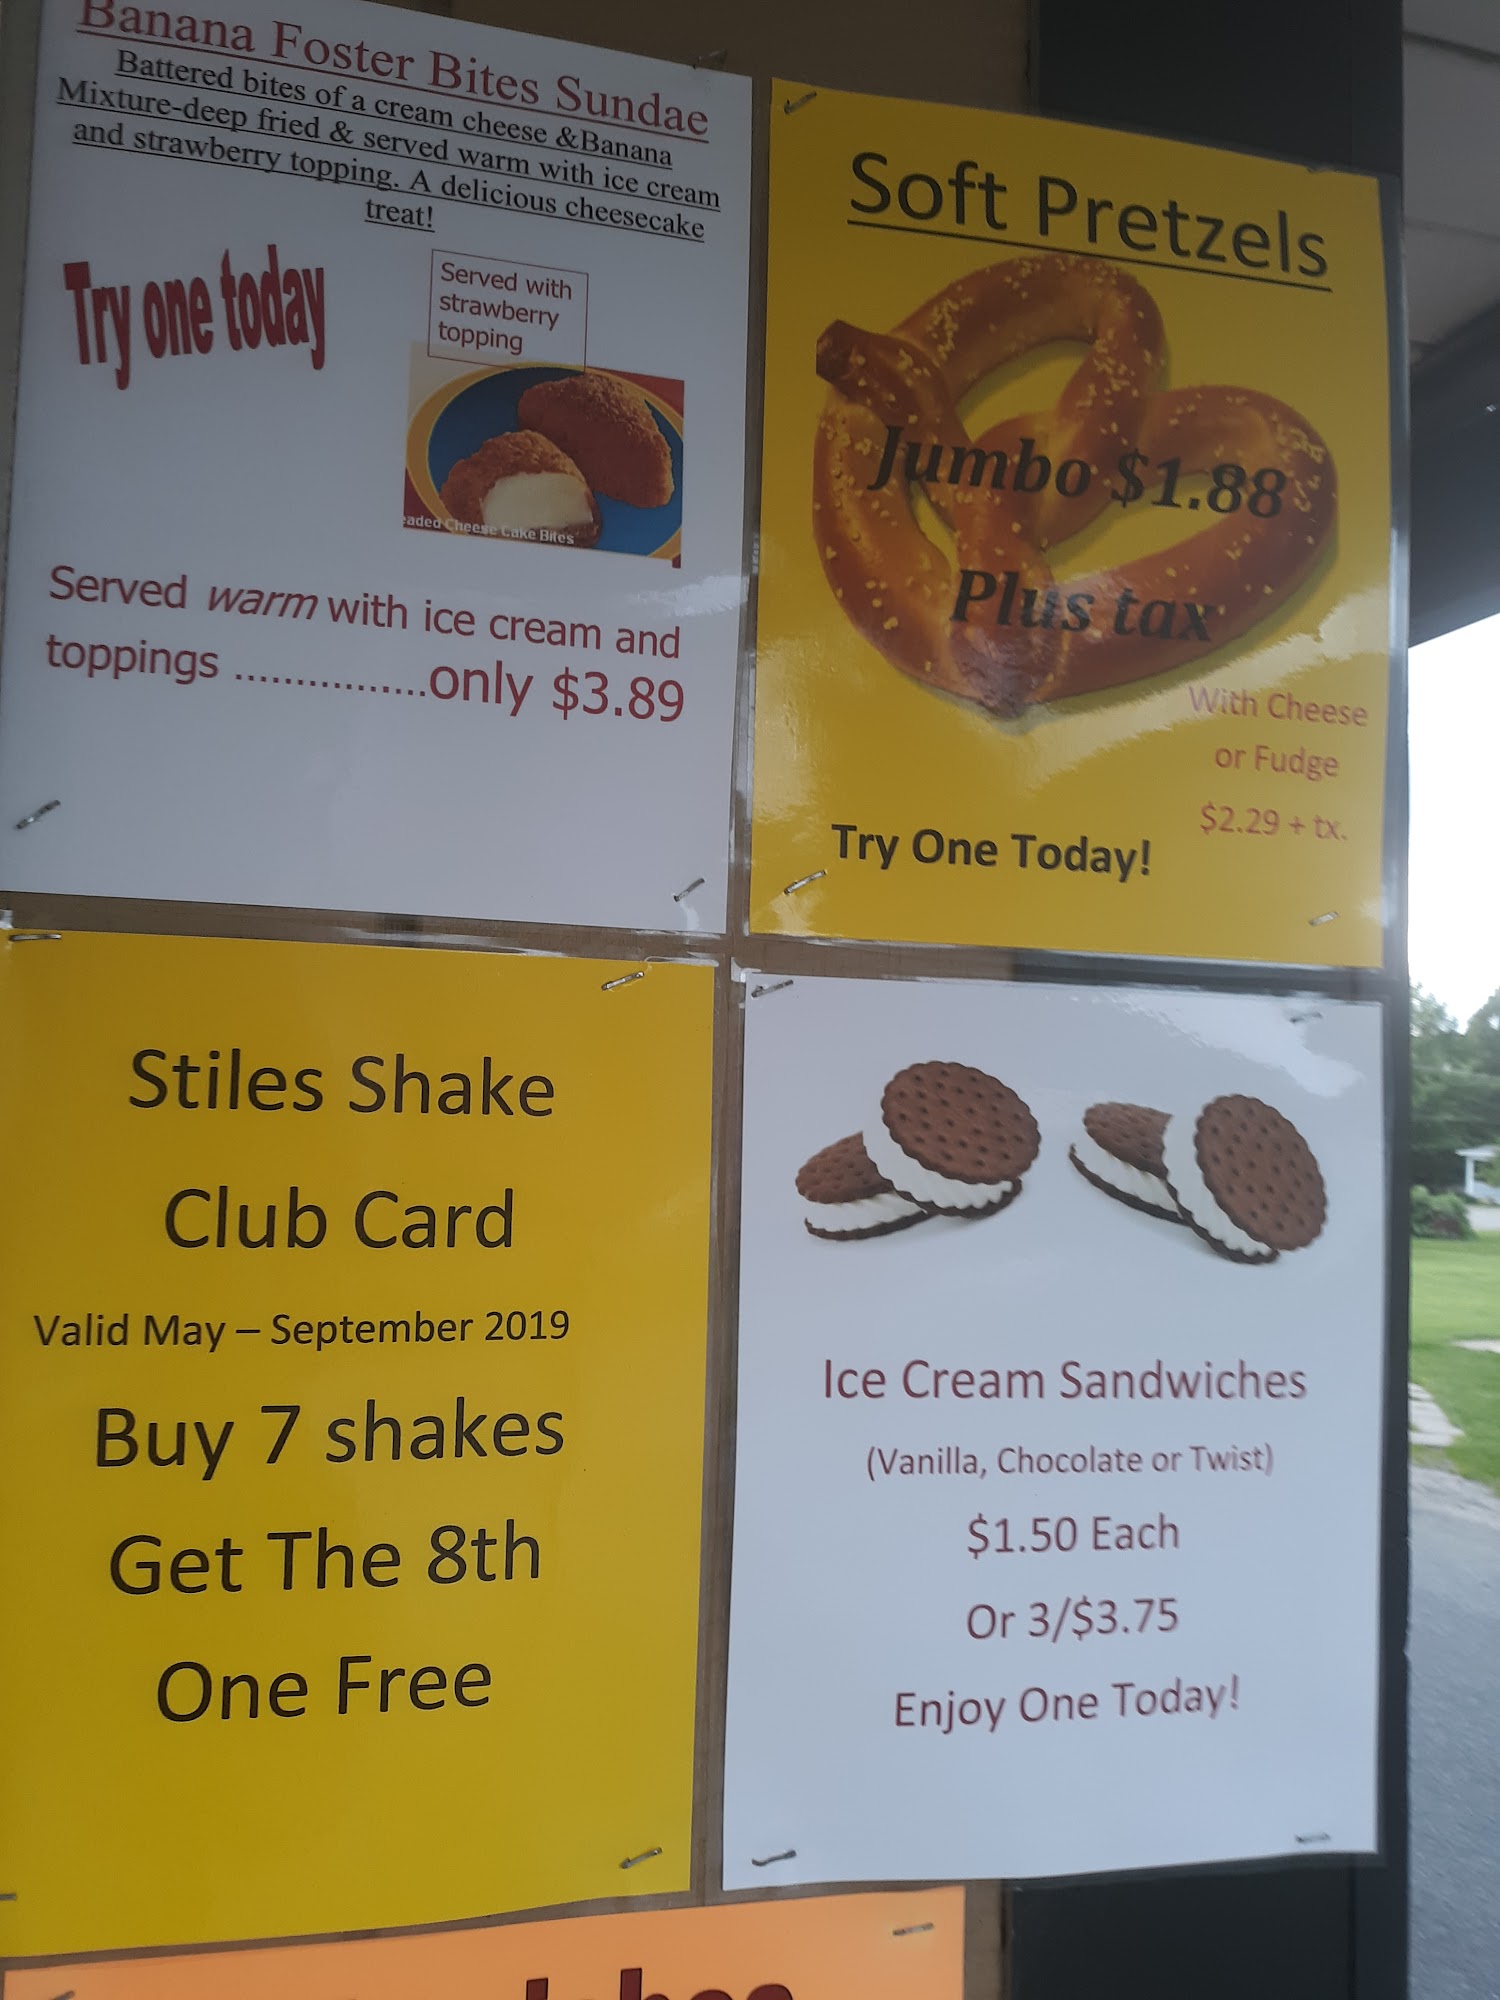 Banana Foster Bites Sundae
Battered bites of a cream cheese &Banana
Mixture-deep fried & served warm with ice cream
and strawberry topping. A delicious cheesecake
treat!
Try one today
Served with
strawberry
topping
eaded Cheese Cake Bites
Served warm with ice cream and
toppings ...............only $3.89
Soft Pretzels
Jumbo $1.88
Plus tax
With Cheese
or Fudge
$2.29 + tx.
Try One Today!
Stiles Shake
Club Card
Valid May – September 2019
Buy 7 shakes
Get The 8th
One Free
Ice Cream Sandwiches
(Vanilla, Chocolate or Twist)
$1.50 Each
Or 3/$3.75
Enjoy One Today!